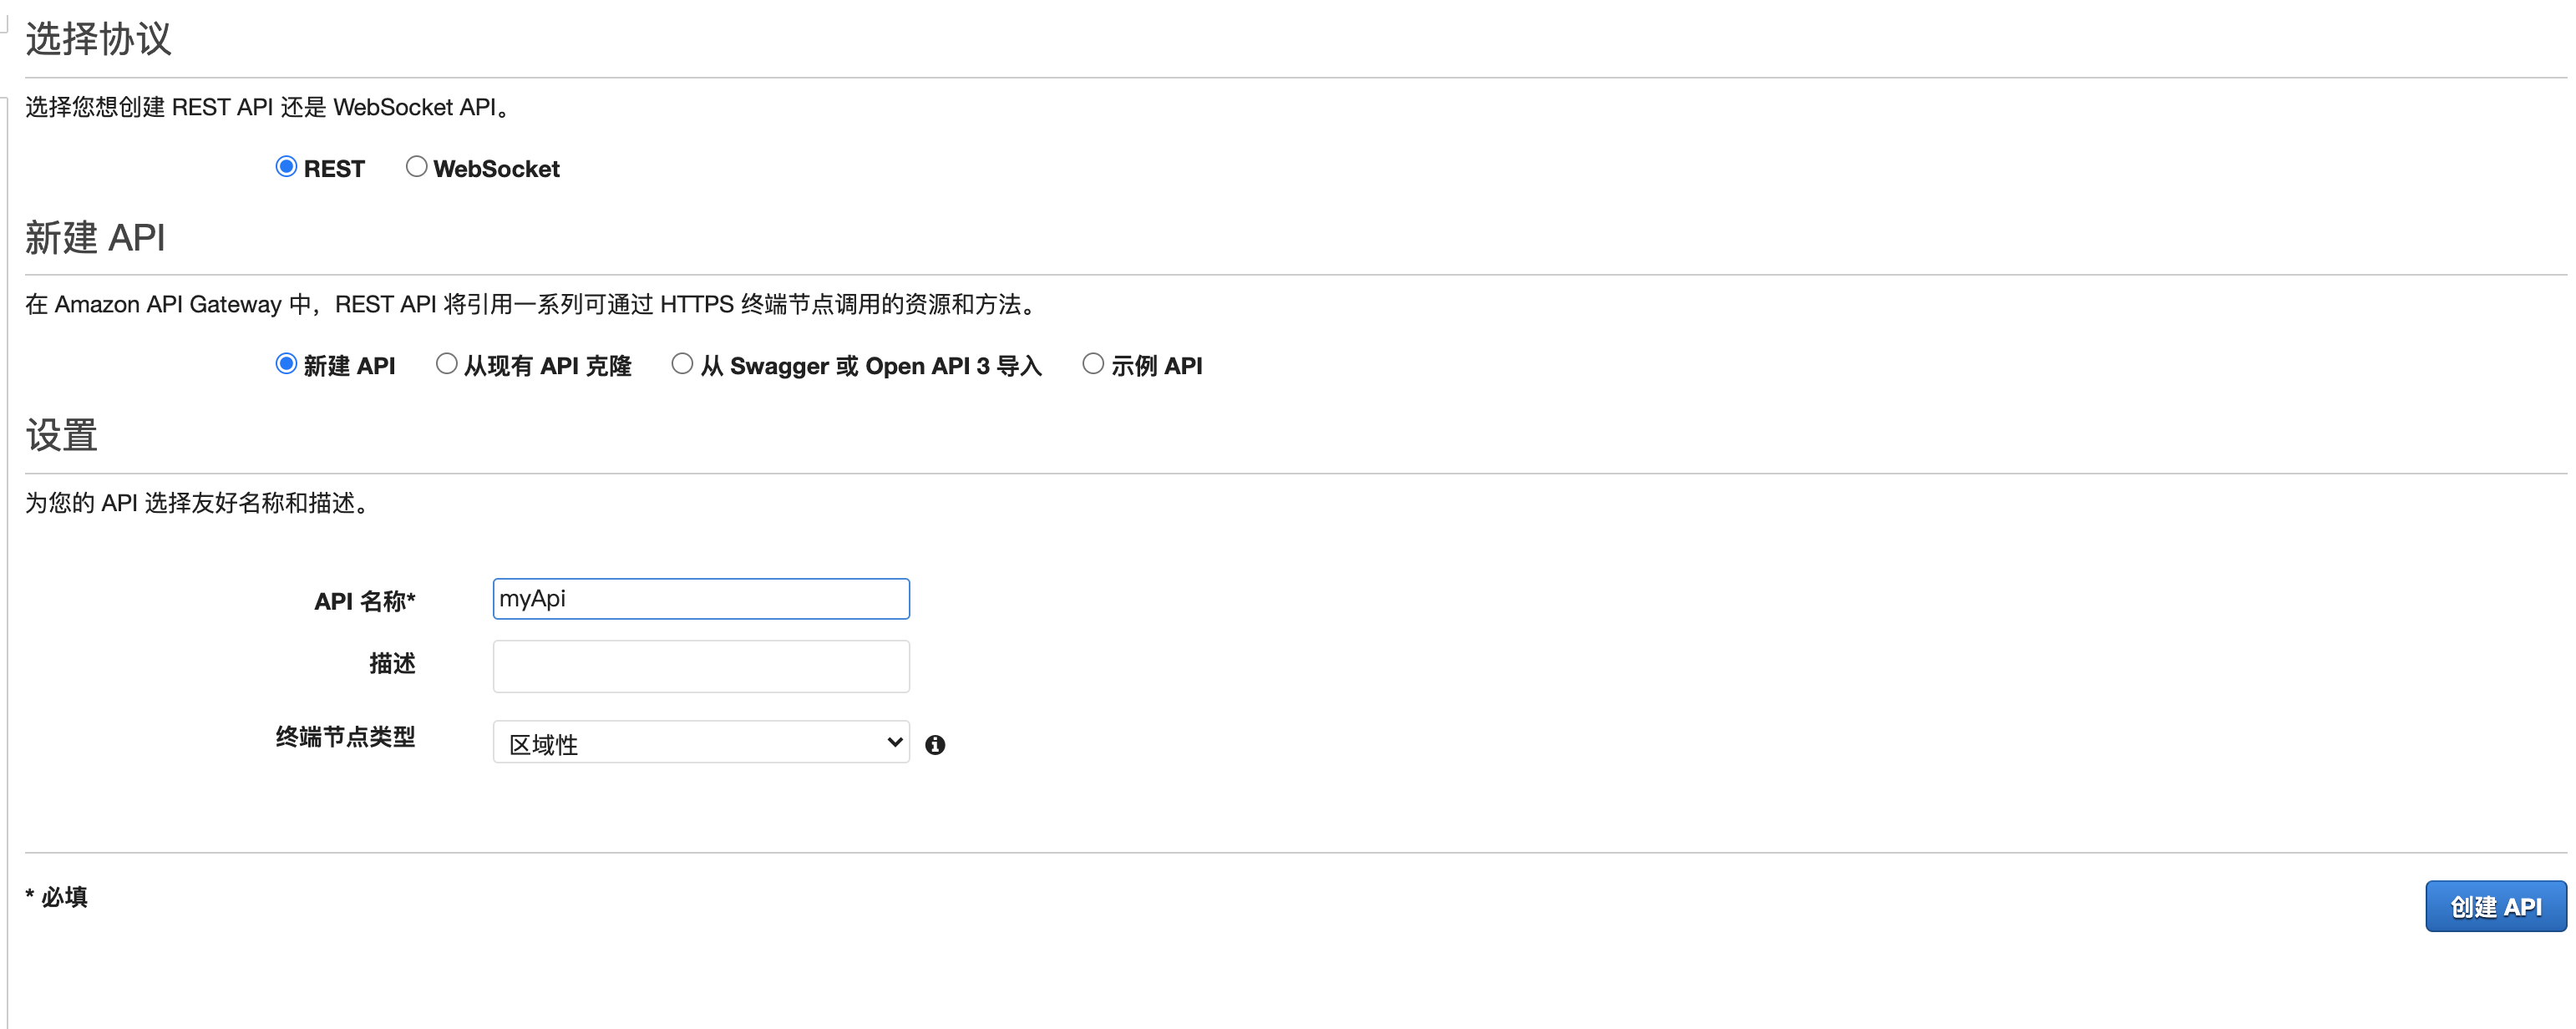 选择协议
选择您想创建 REST API 还是 WebSocket API。
REST WebSocket
新建 API
在 Amazon API Gateway 中，REST API 将引用一系列可通过 HTTPS 终端节点调用的资源和方法。
新建 API 从现有 API 克隆 从 Swagger 或 Open API 3 导入 示例 API
设置
为您的 API 选择友好名称和描述。
API 名称* myApi
描述
终端节点类型 区域性
* 必填 创建 API